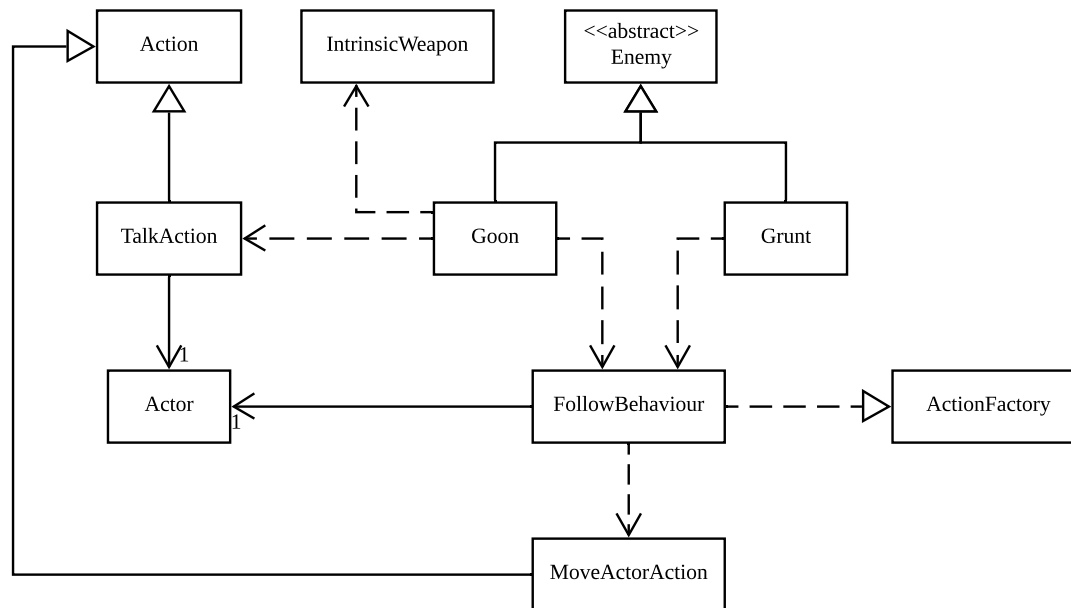 Action
IntrinsicWeapon
<<abstract>>
Enemy
TalkAction
Goon
Grunt
1
Actor
1
FollowBehaviour
ActionFactory
MoveActorAction